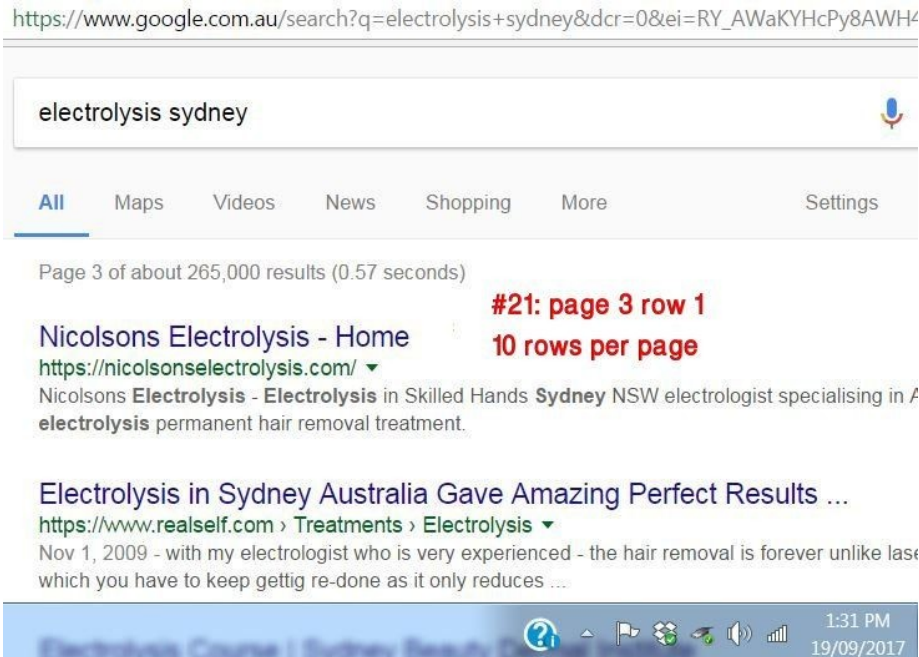 https://www.google.com.au/search?q=electrolysis+sydney&dcr=0&ei=RY_AWaKYHcPy8AWH4
electrolysis sydney
All Maps Videos News Shopping More Settings
Page 3 of about 265,000 results (0.57 seconds)
#21: page 3 row 1
10 rows per page
Nicolsons Electrolysis - Home
https://nicolsonselectrolysis.com/
Nicolsons Electrolysis - Electrolysis in Skilled Hands Sydney NSW electrologist specialising in A
electrolysis permanent hair removal treatment.
Electrolysis in Sydney Australia Gave Amazing Perfect Results ...
https://www.realself.com › Treatments › Electrolysis
Nov 1, 2009 - with my electrologist who is very experienced - the hair removal is forever unlike lase
which you have to keep gettig re-done as it only reduces ...
Electrolysis Course | Sydney Beauty
1:31 PM
19/09/2017